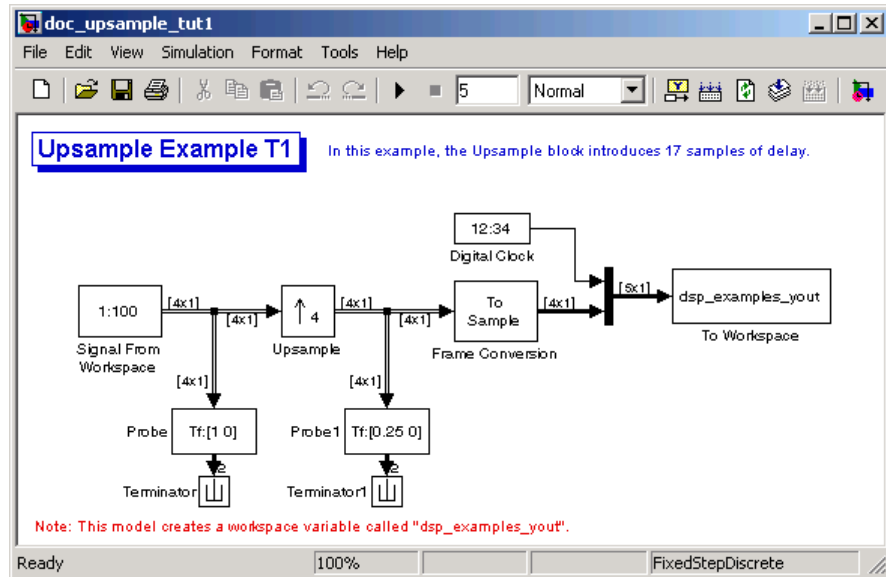 doc_upsample_tut1
File Edit View Simulation Format Tools Help
5 Normal
Upsample Example T1
In this example, the Upsample block introduces 17 samples of delay.
12:34
Digital Clock
1:100
[4x1]
[4x1]
Signal From
Workspace
↑ 4
[4x1]
[4x1]
Upsample
To
Sample
[4x1]
Frame Conversion
[5x1]
dsp_examples_yout
To Workspace
[4x1]
[4x1]
Probe Tf:[1 0]
Probe1 Tf:[0.25 0]
2
2
Terminator
Terminator1
Note: This model creates a workspace variable called "dsp_examples_yout".
Ready 100% FixedStepDiscrete